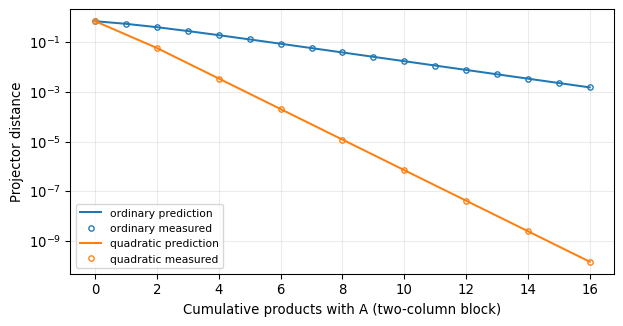 Projector distance
10⁻¹
10⁻³
10⁻⁵
10⁻⁷
10⁻⁹
ordinary prediction
ordinary measured
quadratic prediction
quadratic measured
0 2 4 6 8 10 12 14 16
Cumulative products with A (two-column block)